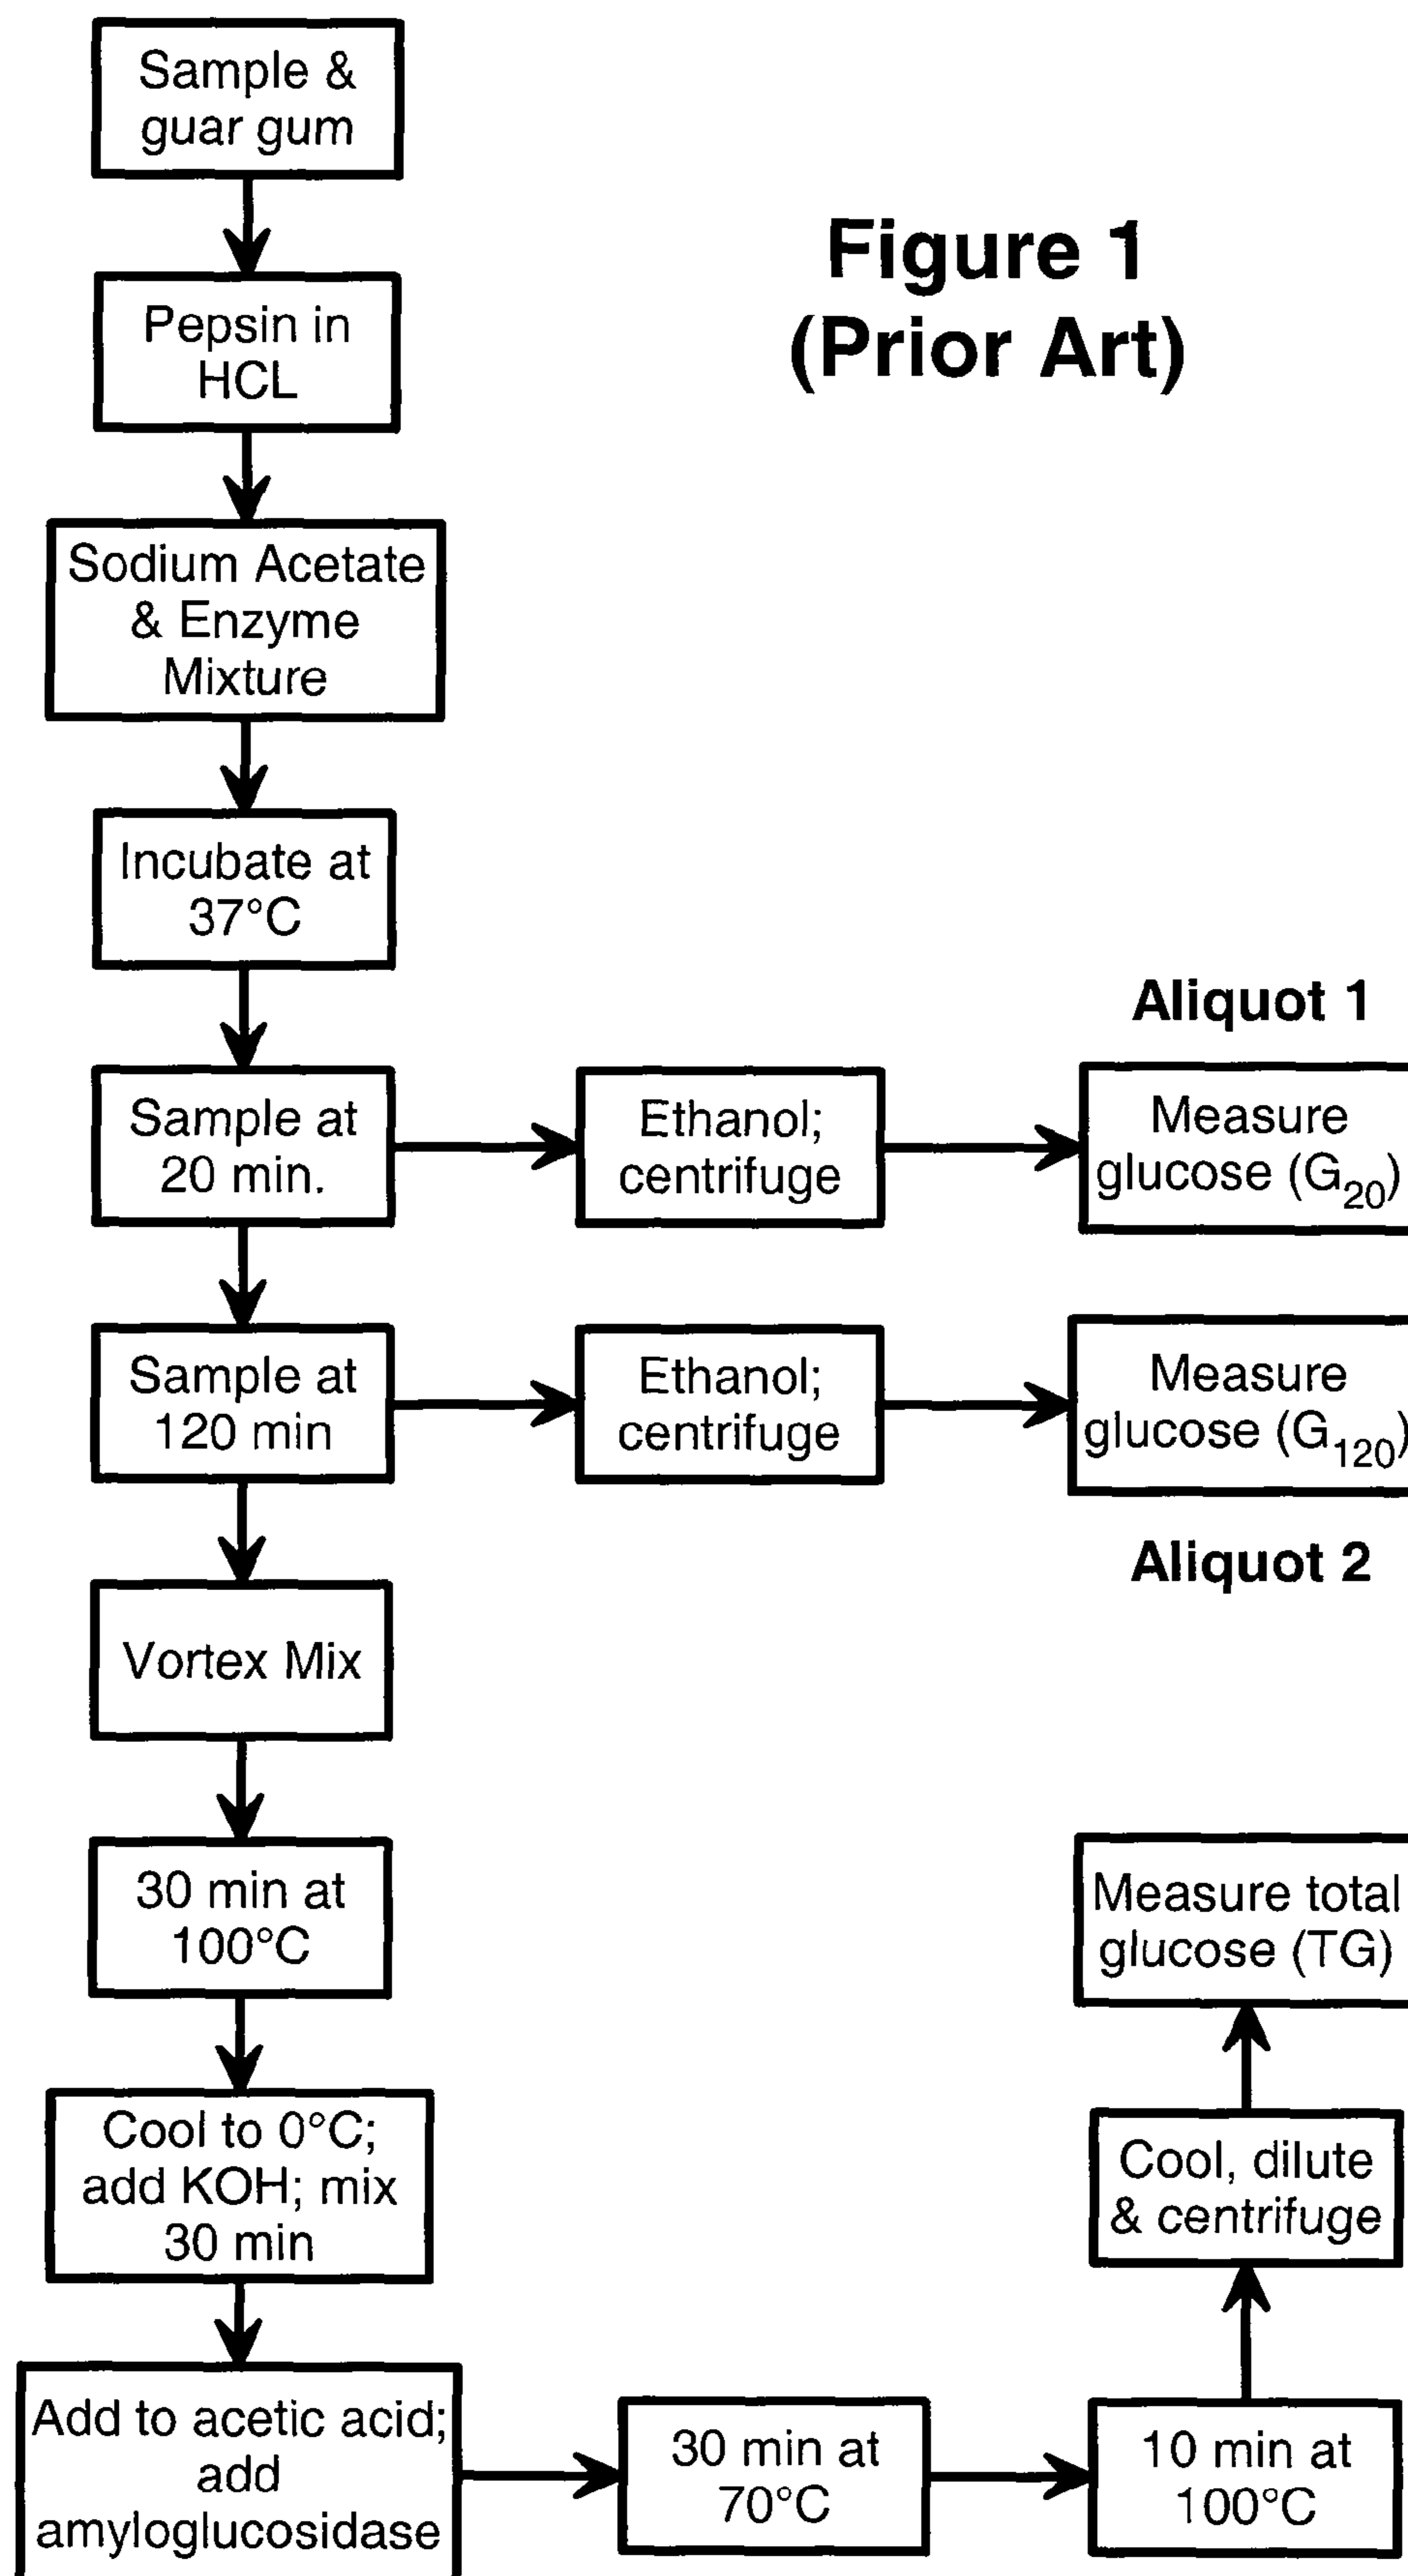 Sample &
guar gum
Figure 1
(Prior Art)
Pepsin in
HCL
Sodium Acetate
& Enzyme
Mixture
Incubate at
37°C
Aliquot 1
Sample at
20 min.
Ethanol;
centrifuge
Measure
glucose (G20)
Sample at
120 min
Ethanol;
centrifuge
Measure
glucose (G120)
Aliquot 2
Vortex Mix
30 min at
100°C
Cool to 0°C;
add KOH; mix
30 min
Add to acetic acid;
add
amyloglucosidase
30 min at
70°C
10 min at
100°C
Cool, dilute
& centrifuge
Measure total
glucose (TG)